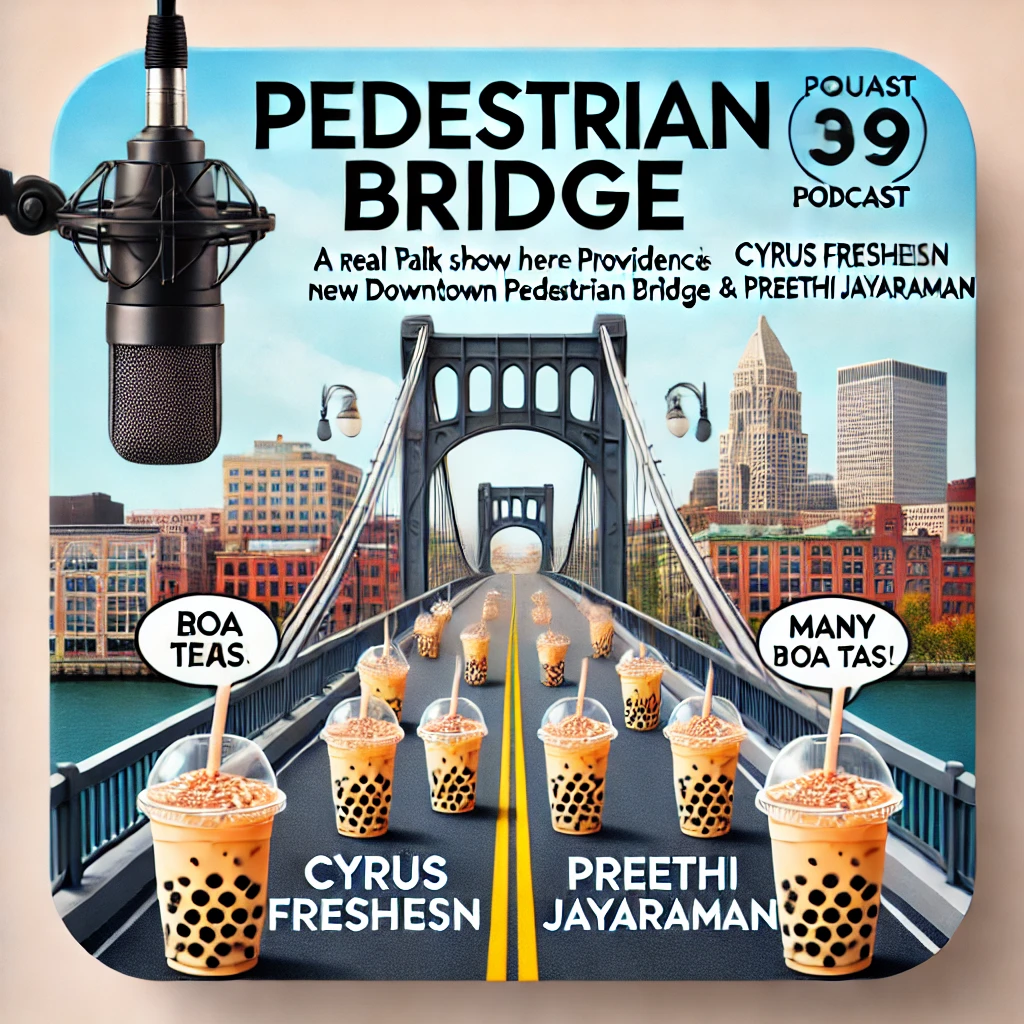 PEDESTRIAN
BRIDGE
POUAST
39
PODCAST
A real Palk show here Providencis
new Downtown Pedestrian Bridge
CYRUS FRESHESN
& PREETHI JAYARAMAN
BOA
TEAS.
MANY
BOA TAS!
CYRUS
FRESHESN
PREETHI
JAYARAMAN